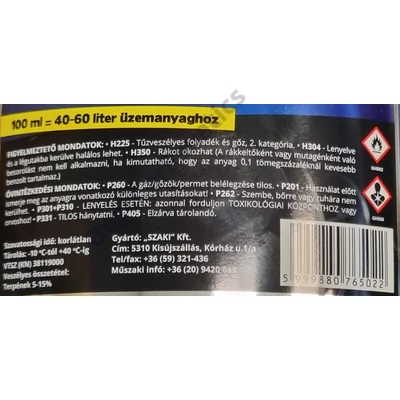 100 ml = 40-60 liter üzemanyaghoz
FIGYELMEZTETŐ MONDATOK: • H225 - Tűzveszélyes folyadék és gőz, 2. kategória. • H304 - Lenyelve
és a légutakba kerülve halálos lehet. • H350 - Rákot okozhat (A rákkeltőként vagy mutagénként való
besorolást nem kell alkalmazni, ha kimutatható, hogy az anyag 0,1 tömegszázaléknál kevesebb
benzolt tartalmaz.)
ÓVINTÉZKEDÉSI MONDATOK: • P260 - A gáz/gőzök/permet belélegzése tilos. • P201 - Használat előtt
ismerje meg az anyagra vonatkozó különleges utasításokat! • P262 - Szembe, bőrre vagy ruhára nem
kerülhet. • P301+P310 - LENYELÉS ESETÉN: azonnal forduljon TOXIKOLÓGIAI KÖZPONTHOZ vagy
orvoshoz. • P331 - TILOS hánytatni. • P405 - Elzárva tárolandó.
Szavatossági idő: korlátlan
Tárolás: -10 °C-tól +40 °C-ig
VTSZ (KN) 38119000
Veszélyes összetétel:
Terpének 5-15%
Gyártó: „SZAKI” Kft.
Cím: 5310 Kisújszállás, Kórház u.1/a
Tel/fax: +36 (59) 321-436
Műszaki infó: +36 (20) 9420
5 999880 765022